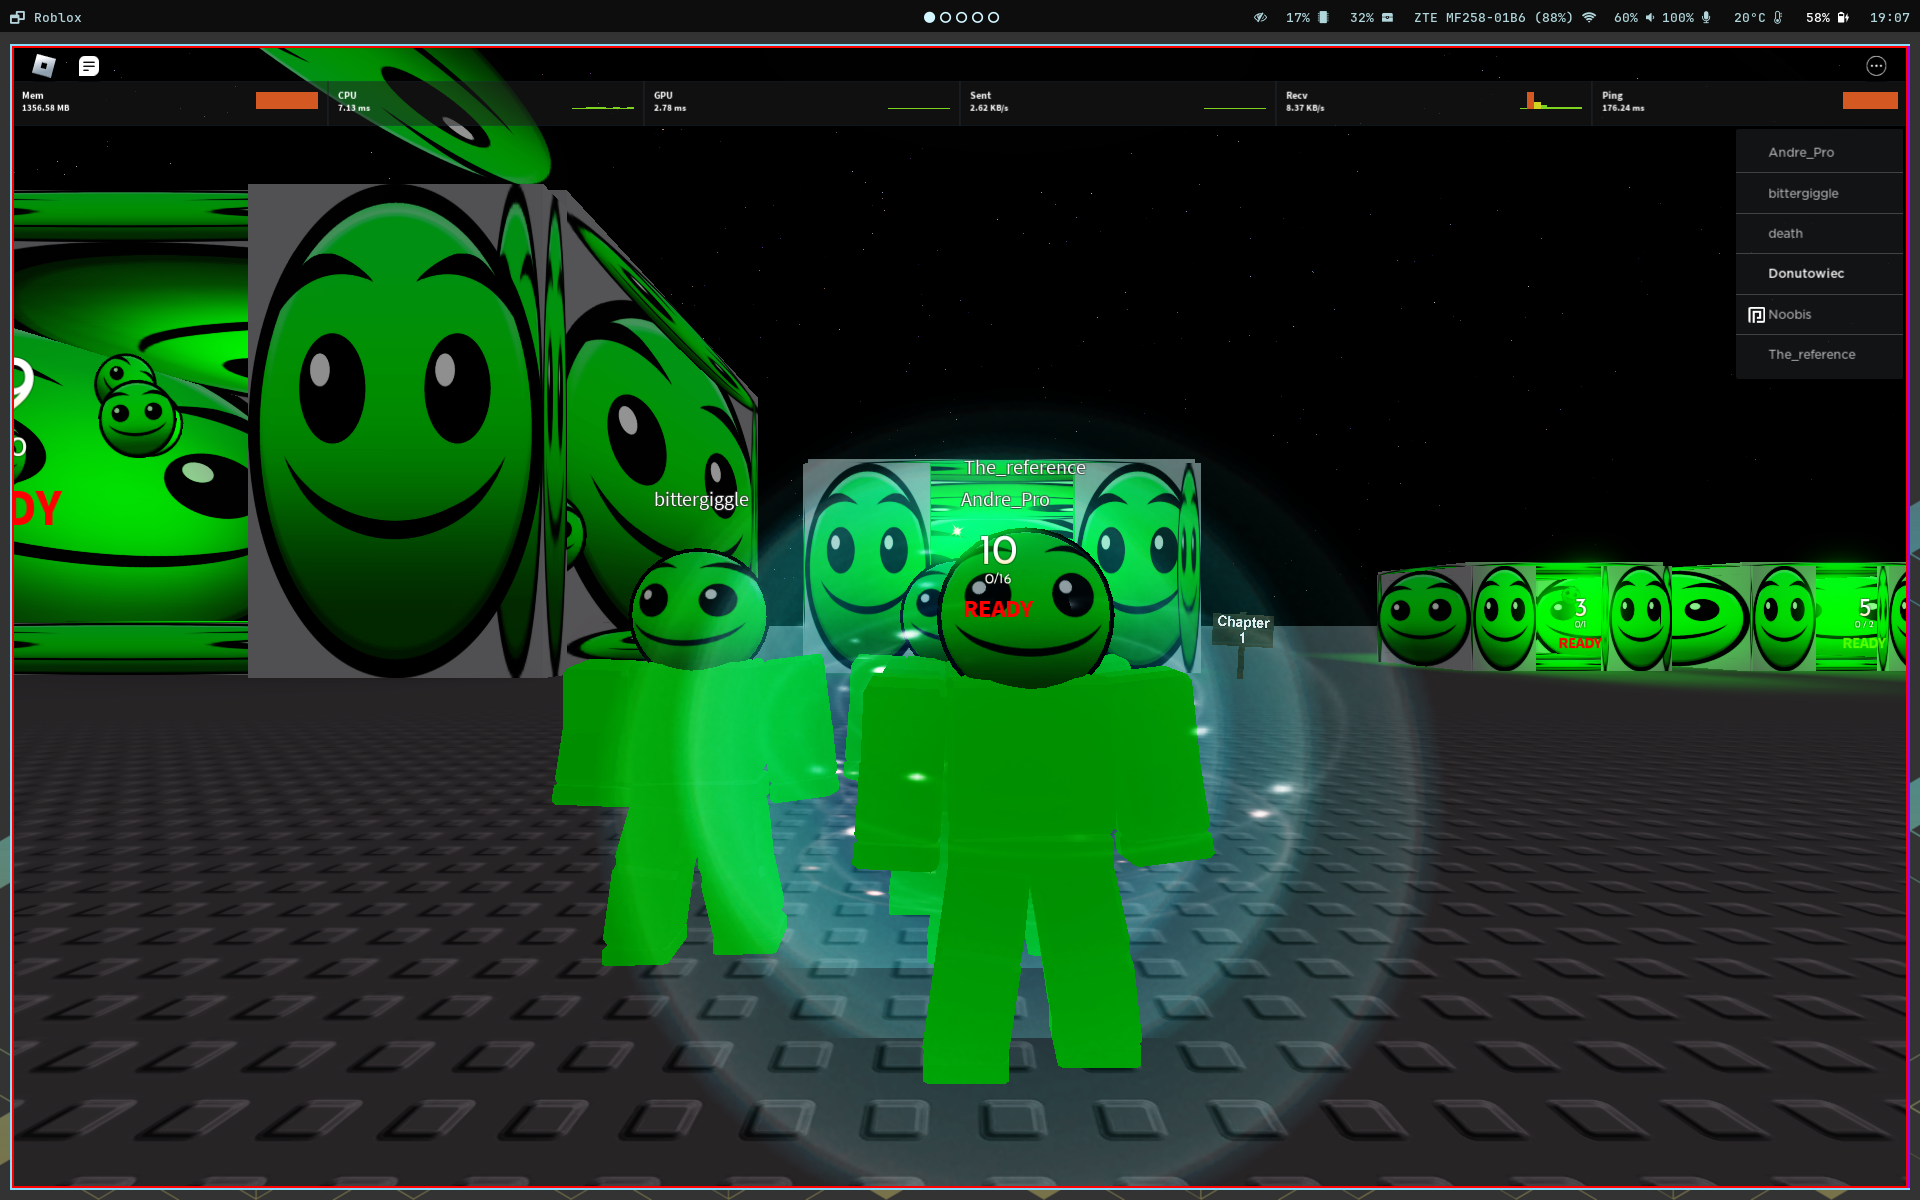 Roblox
17%
32%
ZTE MF258-01B6 (88%)
60%
100%
20°C
58%
19:07
Mem
1356.58 MB
CPU
7.13 ms
GPU
2.78 ms
Sent
2.62 KB/s
Recv
8.37 KB/s
Ping
176.24 ms
Andre_Pro
bittergiggle
death
Donutowiec
Noobis
The_reference
9
0
DY
The_reference
bittergiggle
Andre_Pro
10
0/16
READY
Chapter
1
3
0/1
READY
5
0/2
READY